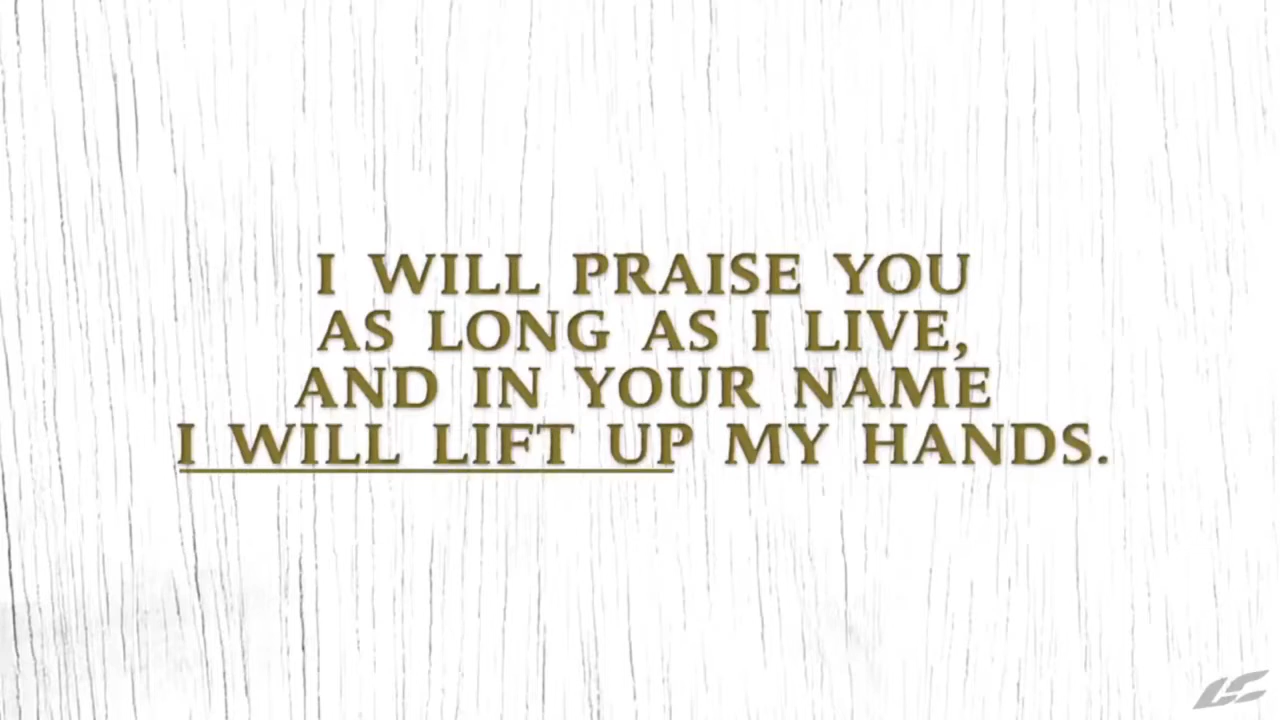 I WILL PRAISE YOU
AS LONG AS I LIVE,
AND IN YOUR NAME
I WILL LIFT UP MY HANDS.